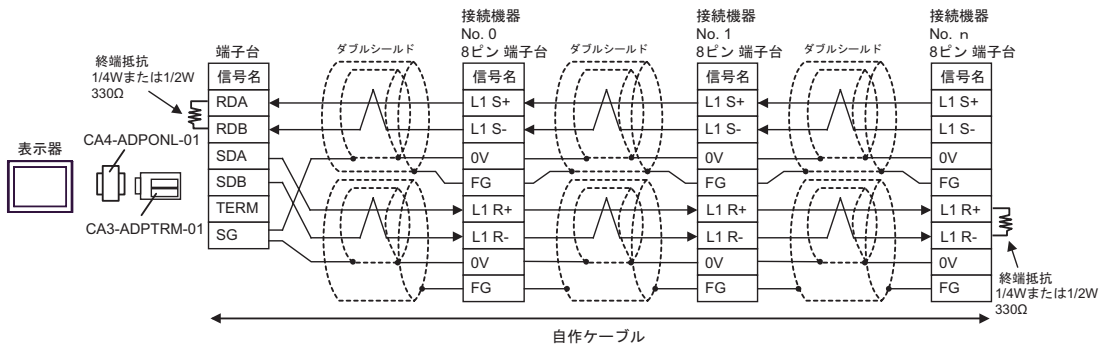 接続機器
No. 0
8ピン 端子台
接続機器
No. 1
8ピン 端子台
接続機器
No. n
8ピン 端子台
終端抵抗
1/4Wまたは1/2W
330Ω
端子台
ダブルシールド
ダブルシールド
ダブルシールド
信号名
RDA
RDB
SDA
SDB
TERM
SG
信号名
L1 S+
L1 S-
0V
FG
L1 R+
L1 R-
0V
FG
信号名
L1 S+
L1 S-
0V
FG
L1 R+
L1 R-
0V
FG
信号名
L1 S+
L1 S-
0V
FG
L1 R+
L1 R-
0V
FG
表示器
CA4-ADPONL-01
CA3-ADPTRM-01
終端抵抗
1/4Wまたは1/2W
330Ω
自作ケーブル